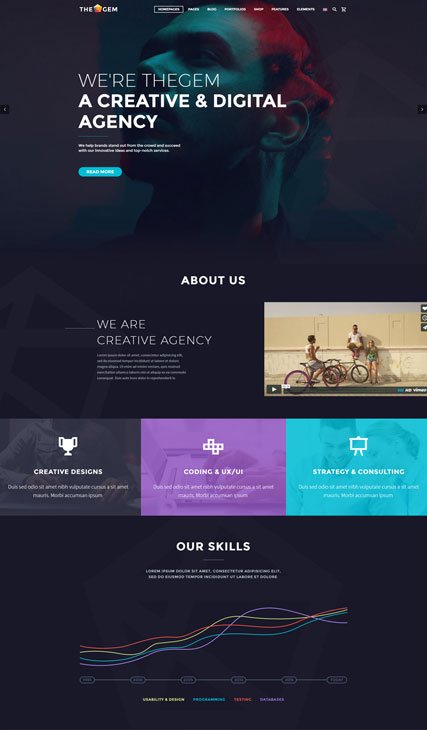 THE GEM
HOMEPAGES PAGES BLOG PORTFOLIOS SHOP FEATURES ELEMENTS
WE'RE THEGEM
A CREATIVE & DIGITAL
AGENCY
We help brands stand out from the crowd and succeed
with our innovative ideas and top-notch services.
READ MORE
ABOUT US
WE ARE
CREATIVE AGENCY
Lorem ipsum dolor sit amet, consectetur adipisicing elit,
sed do eiusmod tempor incididunt ut labore et dolore
magna aliqua. Ut enim ad minim veniam, quis nostrud
exercitation ullamco laboris nisi ut aliquip ex ea commodo
consequat. Duis aute irure dolor in reprehenderit in
HD vimeo
CREATIVE DESIGNS
Duis sed odio sit amet nibh vulputate cursus a sit amet
mauris. Morbi accumsan ipsum
CODING & UX/UI
Duis sed odio sit amet nibh vulputate cursus a sit amet
mauris. Morbi accumsan ipsum
STRATEGY & CONSULTING
Duis sed odio sit amet nibh vulputate cursus a sit amet
mauris. Morbi accumsan ipsum
OUR SKILLS
LOREM IPSUM DOLOR SIT AMET, CONSECTETUR ADIPISICING ELIT,
SED DO EIUSMOD TEMPOR INCIDIDUNT UT LABORE ET DOLORE
TODAY
USABILITY & DESIGN PROGRAMMING TESTING DATABASES